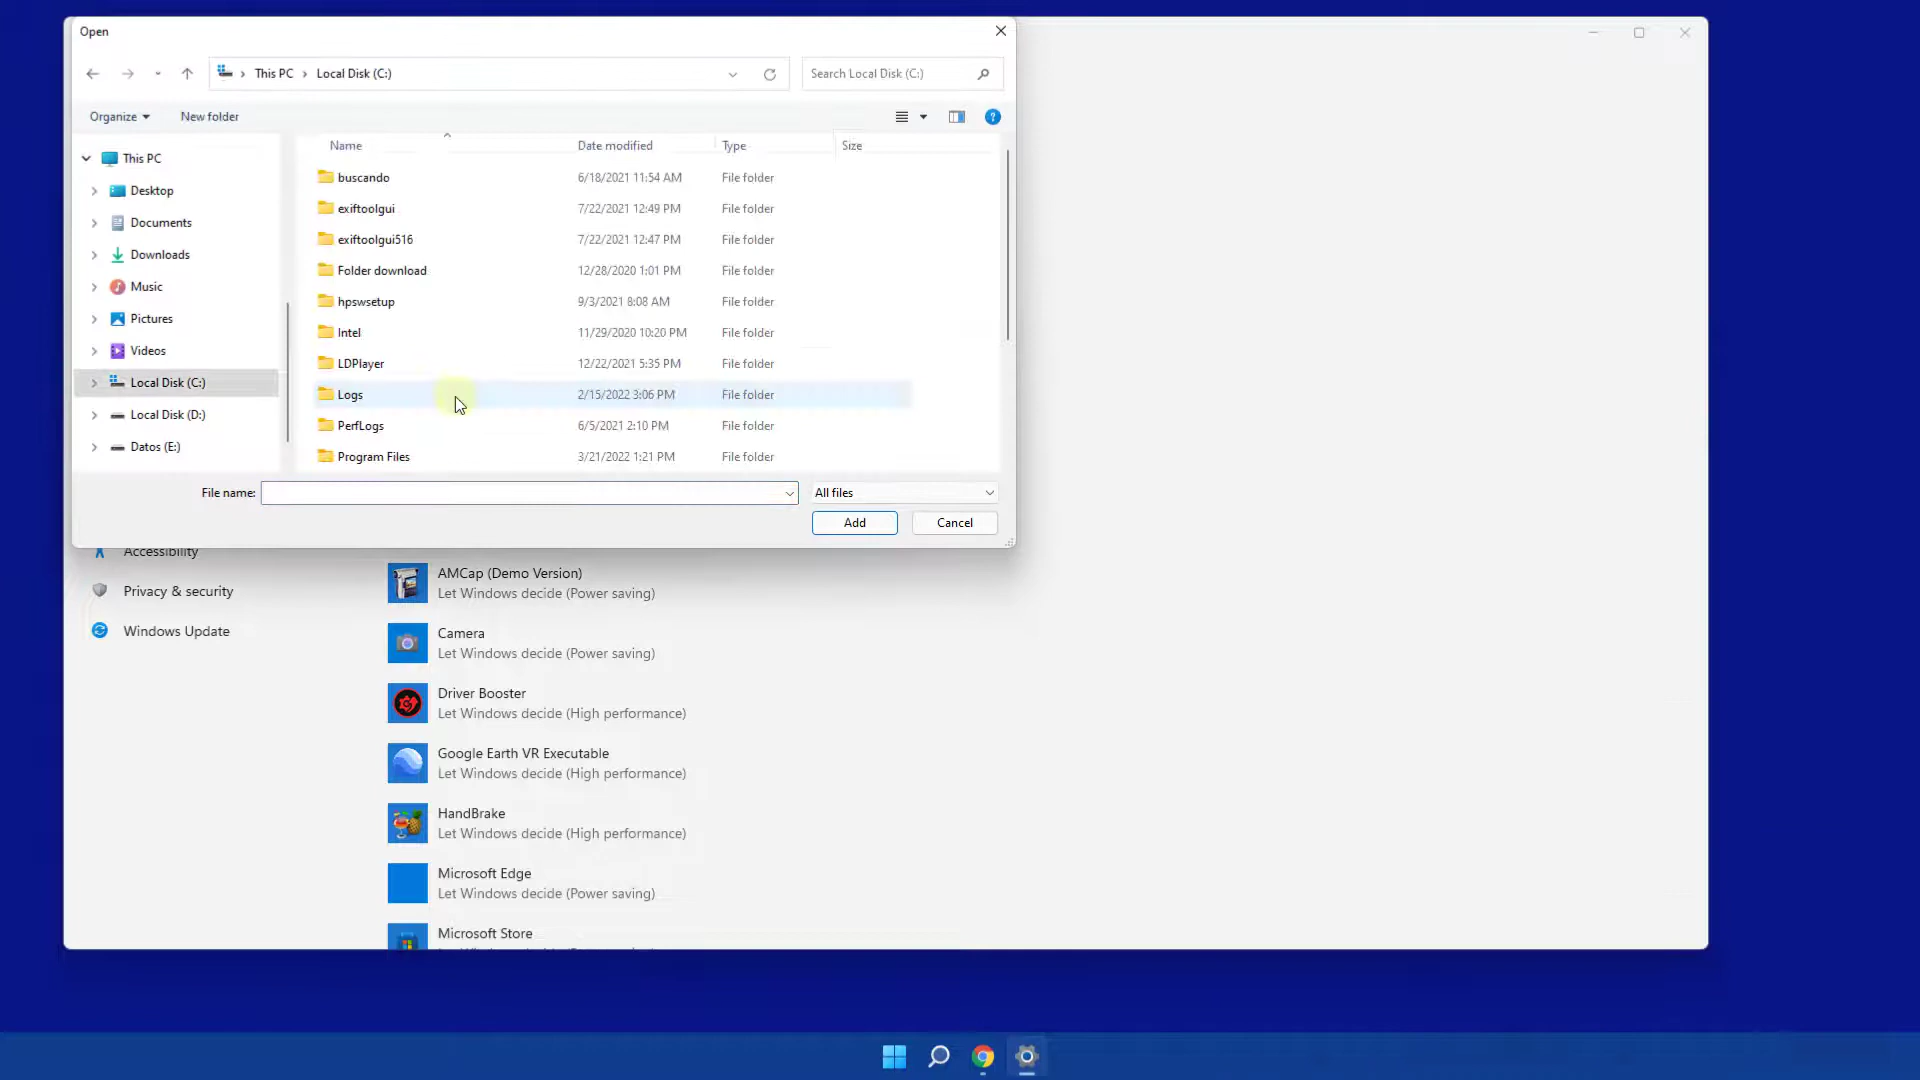 Open
This PC
Local Disk (C:)
Search Local Disk (C:)
Organize
New folder
?
Name
Date modified
Type
Size
This PC
Desktop
Documents
Downloads
Music
Pictures
Videos
Local Disk (C:)
Local Disk (D:)
Datos (E:)
buscando 6/18/2021 11:54 AM File folder
exiftoolgui 7/22/2021 12:49 PM File folder
exiftoolgui516 7/22/2021 12:47 PM File folder
Folder download 12/28/2020 1:01 PM File folder
hpswsetup 9/3/2021 8:08 AM File folder
Intel 11/29/2020 10:20 PM File folder
LDPlayer 12/22/2021 5:35 PM File folder
Logs 2/15/2022 3:06 PM File folder
PerfLogs 6/5/2021 2:10 PM File folder
Program Files 3/21/2022 1:21 PM File folder
File name:
All files
Add
Cancel
Accessibility
Privacy & security
Windows Update
AMCap (Demo Version)
Let Windows decide (Power saving)
Camera
Let Windows decide (Power saving)
Driver Booster
Let Windows decide (High performance)
Google Earth VR Executable
Let Windows decide (High performance)
HandBrake
Let Windows decide (High performance)
Microsoft Edge
Let Windows decide (Power saving)
Microsoft Store